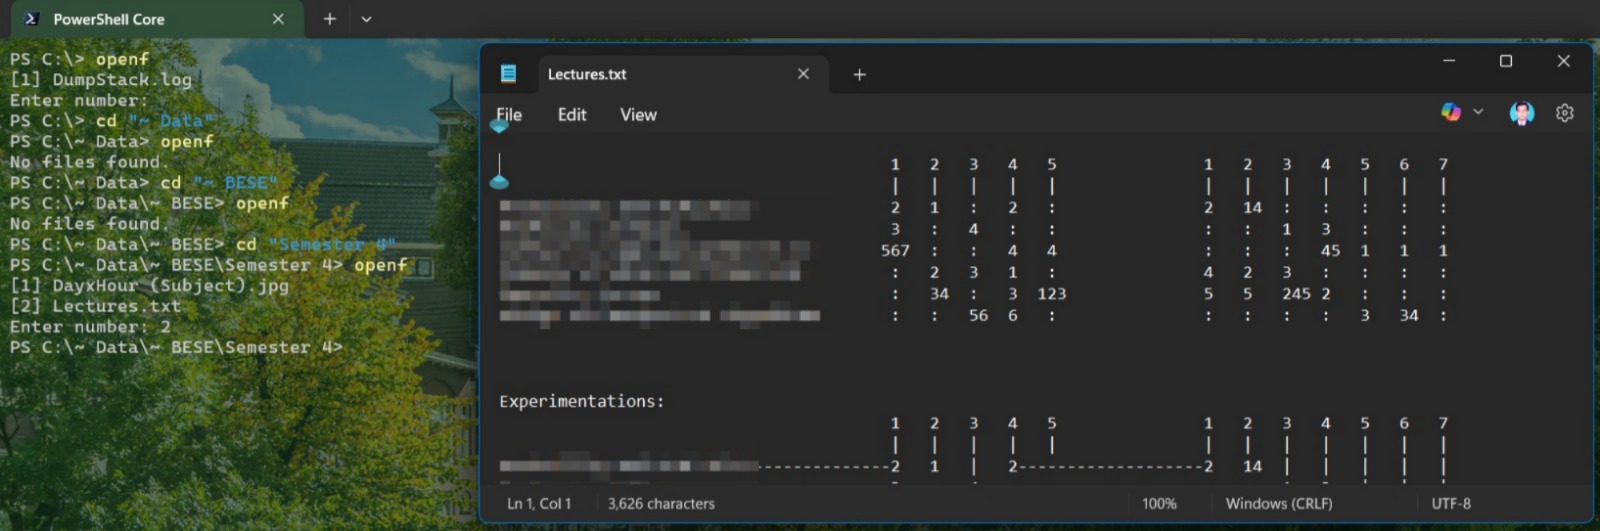 PowerShell Core
PS C:\> openf
[1] DumpStack.log
Enter number:
PS C:\> cd "~ Data"
PS C:\~ Data> openf
No files found.
PS C:\~ Data> cd "~ BESE"
PS C:\~ Data\~ BESE> openf
No files found.
PS C:\~ Data\~ BESE> cd "Semester 4"
PS C:\~ Data\~ BESE\Semester 4> openf
[1] DayxHour (Subject).jpg
[2] Lectures.txt
Enter number: 2
PS C:\~ Data\~ BESE\Semester 4>
Lectures.txt
File Edit View
1 2 3 4 5 1 2 3 4 5 6 7
| | | | | | | | | | | |
2 1 : 2 : 2 14 : : : : :
3 : 4 : : : : 1 3 : : :
567 : : 4 4 : : : 45 1 1 1
: 2 3 1 : 4 2 3 : : : :
: 34 : 3 123 5 5 245 2 : : :
: : 56 6 : : : : : 3 34 :
Experimentations:
1 2 3 4 5 1 2 3 4 5 6 7
| | | | | | | | | | | |
--------------2 1 | 2-------------------2 14 | | | | |
Ln 1, Col 1 3,626 characters 100% Windows (CRLF) UTF-8